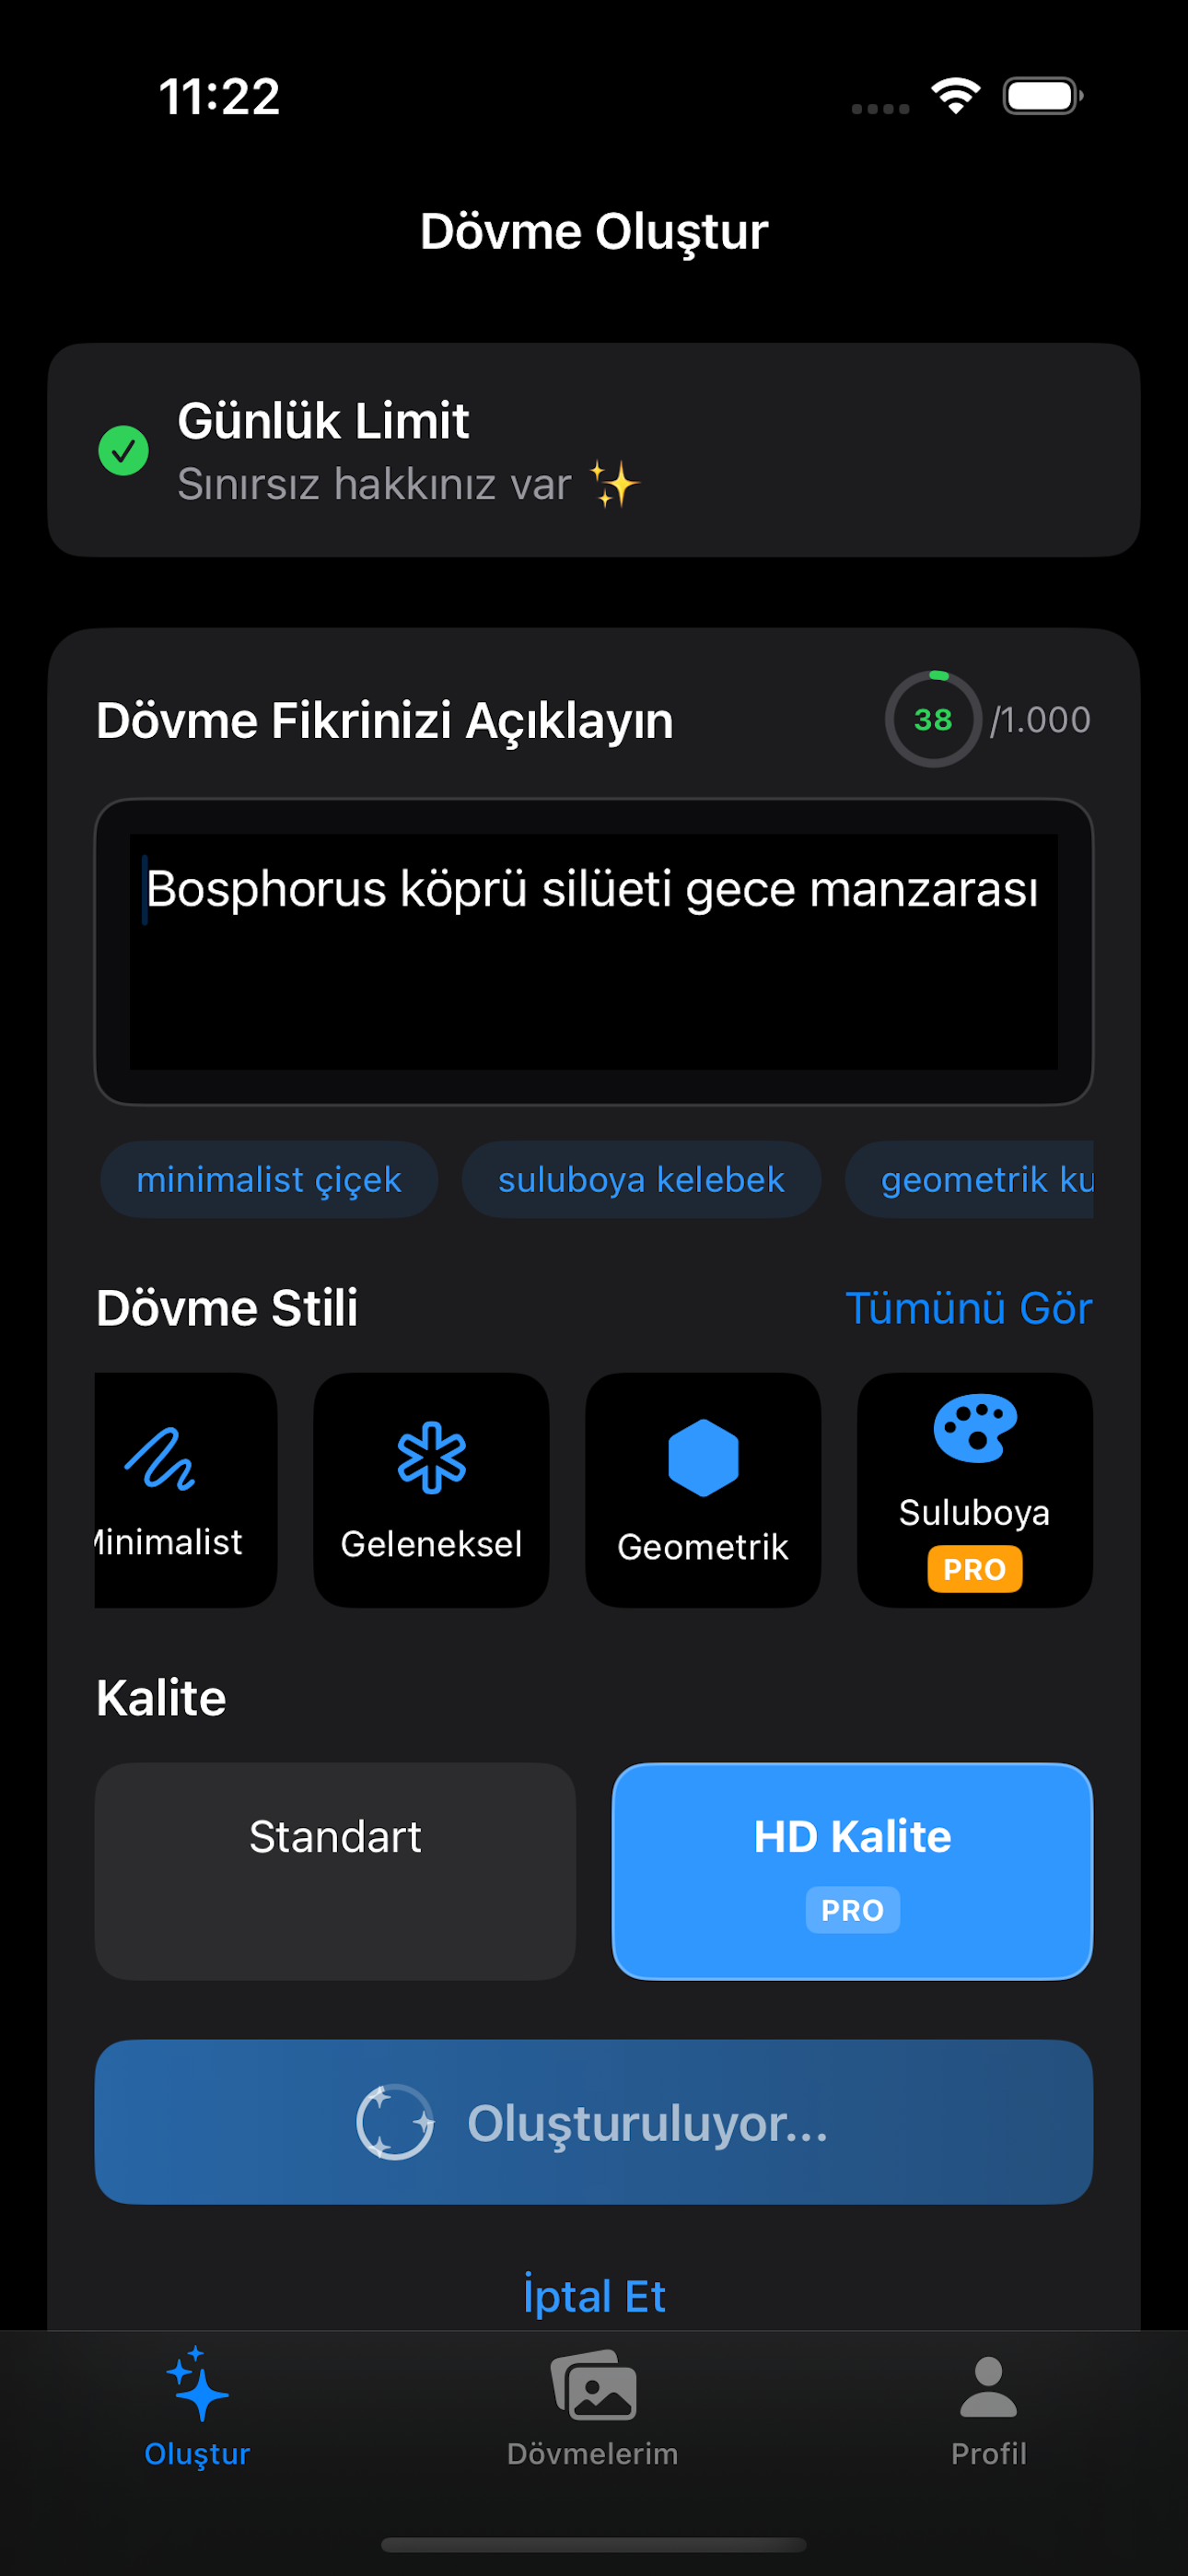 11:22
Dövme Oluştur
Günlük Limit
Sınırsız hakkınız var ✨
Dövme Fikrinizi Açıklayın
38 /1.000
Bosphorus köprü silüeti gece manzarası
minimalist çiçek
suluboya kelebek
geometrik ku
Dövme Stili
Tümünü Gör
Minimalist
Geleneksel
Geometrik
Suluboya
PRO
Kalite
Standart
HD Kalite
PRO
Oluşturuluyor...
İptal Et
Oluştur
Dövmelerim
Profil